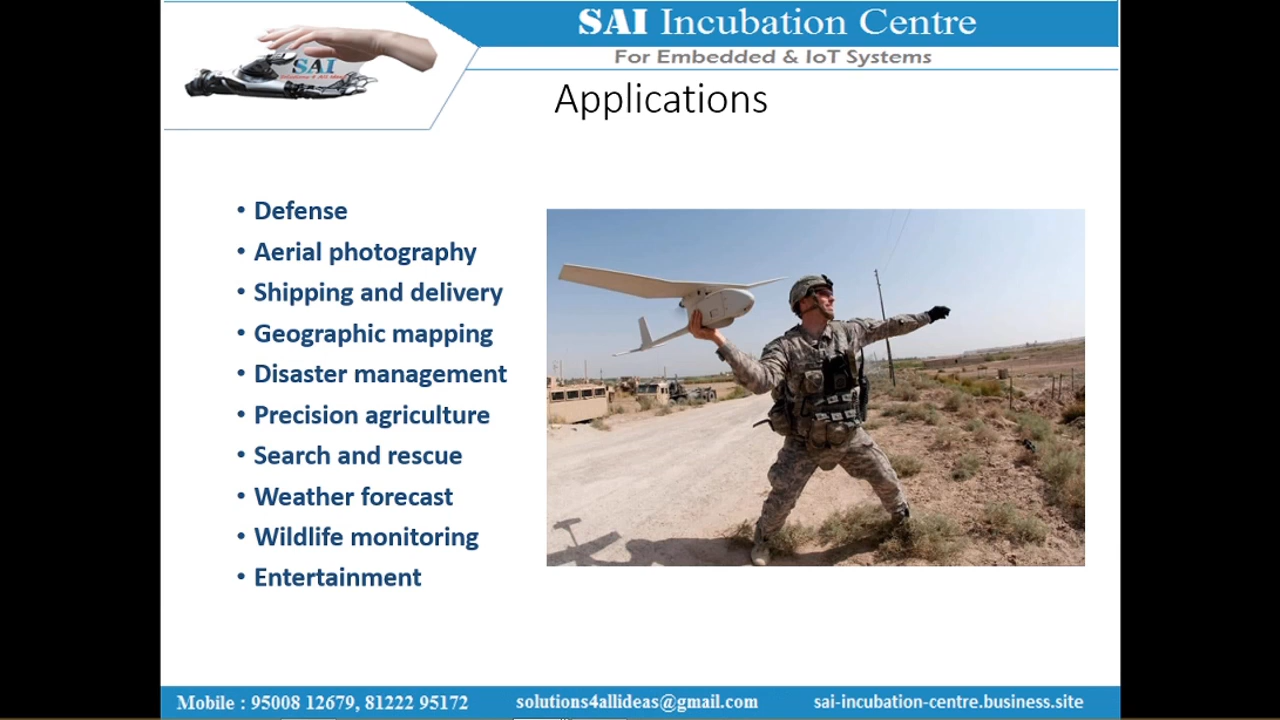 SAI Incubation Centre
For Embedded & IoT Systems
SAI
Applications
• Defense
• Aerial photography
• Shipping and delivery
• Geographic mapping
• Disaster management
• Precision agriculture
• Search and rescue
• Weather forecast
• Wildlife monitoring
• Entertainment
Mobile : 95008 12679, 81222 95172 solutions4allideas@gmail.com sai-incubation-centre.business.site